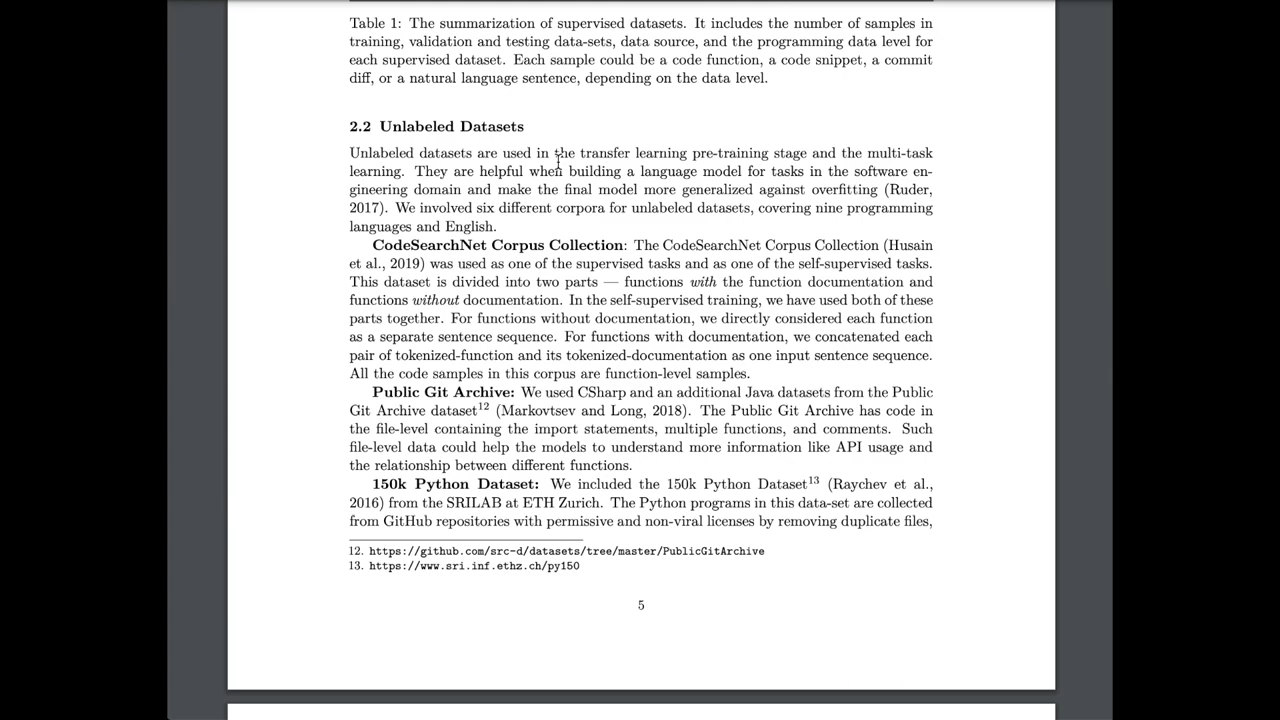 Table 1: The summarization of supervised datasets. It includes the number of samples in
training, validation and testing data-sets, data source, and the programming data level for
each supervised dataset. Each sample could be a code function, a code snippet, a commit
diff, or a natural language sentence, depending on the data level.
2.2 Unlabeled Datasets
Unlabeled datasets are used in the transfer learning pre-training stage and the multi-task
learning. They are helpful when building a language model for tasks in the software en-
gineering domain and make the final model more generalized against overfitting (Ruder,
2017). We involved six different corpora for unlabeled datasets, covering nine programming
languages and English.
CodeSearchNet Corpus Collection: The CodeSearchNet Corpus Collection (Husain
et al., 2019) was used as one of the supervised tasks and as one of the self-supervised tasks.
This dataset is divided into two parts — functions with the function documentation and
functions without documentation. In the self-supervised training, we have used both of these
parts together. For functions without documentation, we directly considered each function
as a separate sentence sequence. For functions with documentation, we concatenated each
pair of tokenized-function and its tokenized-documentation as one input sentence sequence.
All the code samples in this corpus are function-level samples.
Public Git Archive: We used CSharp and an additional Java datasets from the Public
Git Archive dataset12 (Markovtsev and Long, 2018). The Public Git Archive has code in
the file-level containing the import statements, multiple functions, and comments. Such
file-level data could help the models to understand more information like API usage and
the relationship between different functions.
150k Python Dataset: We included the 150k Python Dataset13 (Raychev et al.,
2016) from the SRILAB at ETH Zurich. The Python programs in this data-set are collected
from GitHub repositories with permissive and non-viral licenses by removing duplicate files,
12. https://github.com/src-d/datasets/tree/master/PublicGitArchive
13. https://www.sri.inf.ethz.ch/py150
5